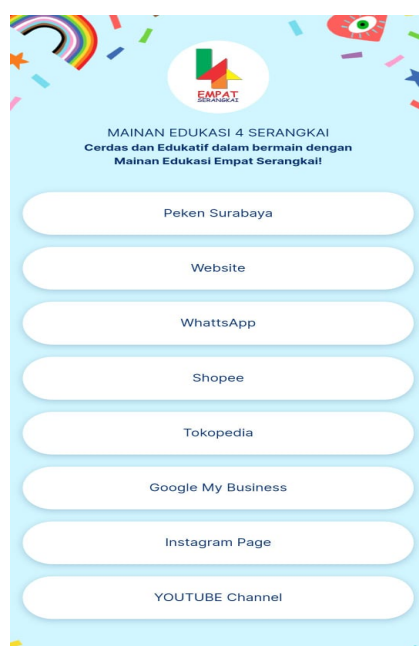 EMPAT
SERANGKAI
MAINAN EDUKASI 4 SERANGKAI
Cerdas dan Edukatif dalam bermain dengan
Mainan Edukasi Empat Serangkai!
Peken Surabaya
Website
WhattsApp
Shopee
Tokopedia
Google My Business
Instagram Page
YOUTUBE Channel